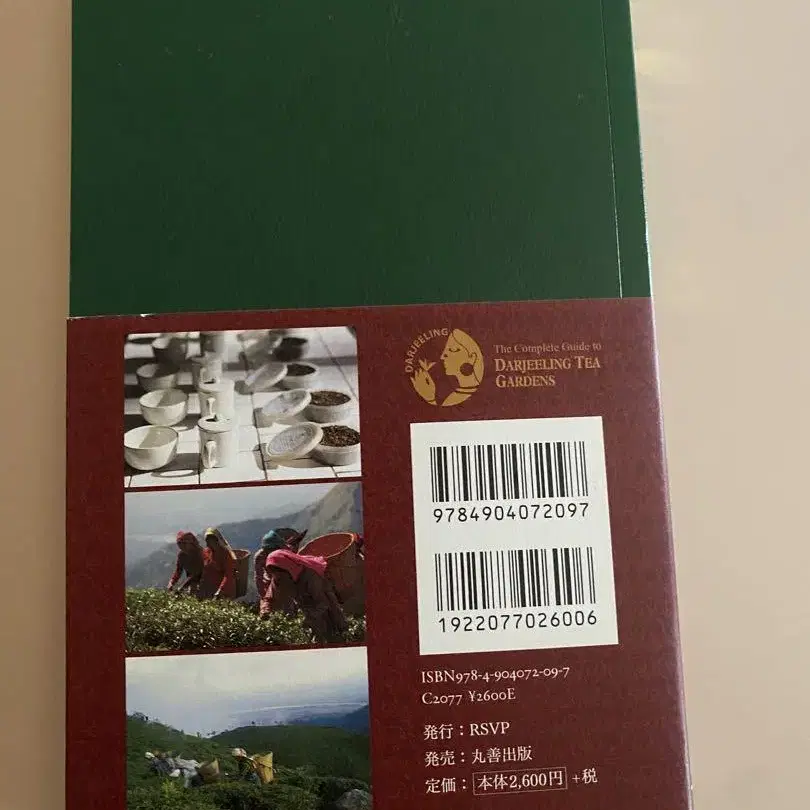 DARJEELING
The Complete Guide to
DARJEELING TEA
GARDENS
9784904072097
1922077026006
ISBN978-4-904072-09-7
C2077 ¥2600E
発行：RSVP
発売：丸善出版
定価：本体2,600円+税